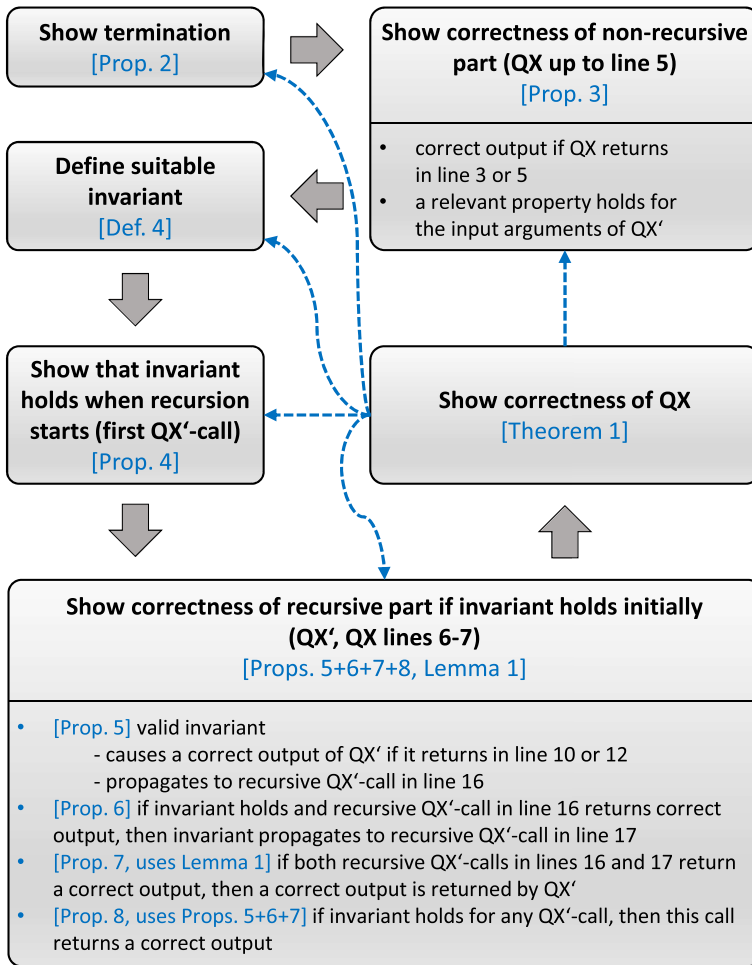 Show termination
[Prop. 2]
Show correctness of non-recursive
part (QX up to line 5)
[Prop. 3]
• correct output if QX returns
in line 3 or 5
• a relevant property holds for
the input arguments of QX‘
Define suitable
invariant
[Def. 4]
Show that invariant
holds when recursion
starts (first QX‘-call)
[Prop. 4]
Show correctness of QX
[Theorem 1]
Show correctness of recursive part if invariant holds initially
(QX‘, QX lines 6-7)
[Props. 5+6+7+8, Lemma 1]
• [Prop. 5] valid invariant
- causes a correct output of QX‘ if it returns in line 10 or 12
- propagates to recursive QX‘-call in line 16
• [Prop. 6] if invariant holds and recursive QX‘-call in line 16 returns correct
output, then invariant propagates to recursive QX‘-call in line 17
• [Prop. 7, uses Lemma 1] if both recursive QX‘-calls in lines 16 and 17 return
a correct output, then a correct output is returned by QX‘
• [Prop. 8, uses Props. 5+6+7] if invariant holds for any QX‘-call, then this call
returns a correct output